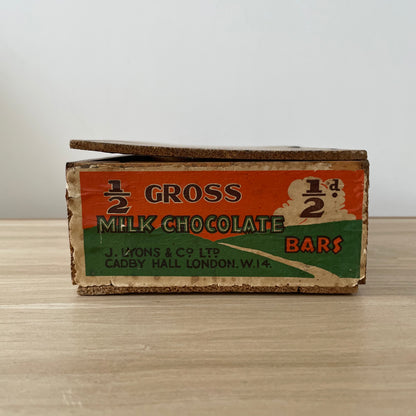 ½ GROSS ½d.
MILK CHOCOLATE
BARS
J. LYONS & Co. LTD
CADBY HALL LONDON. W.14.